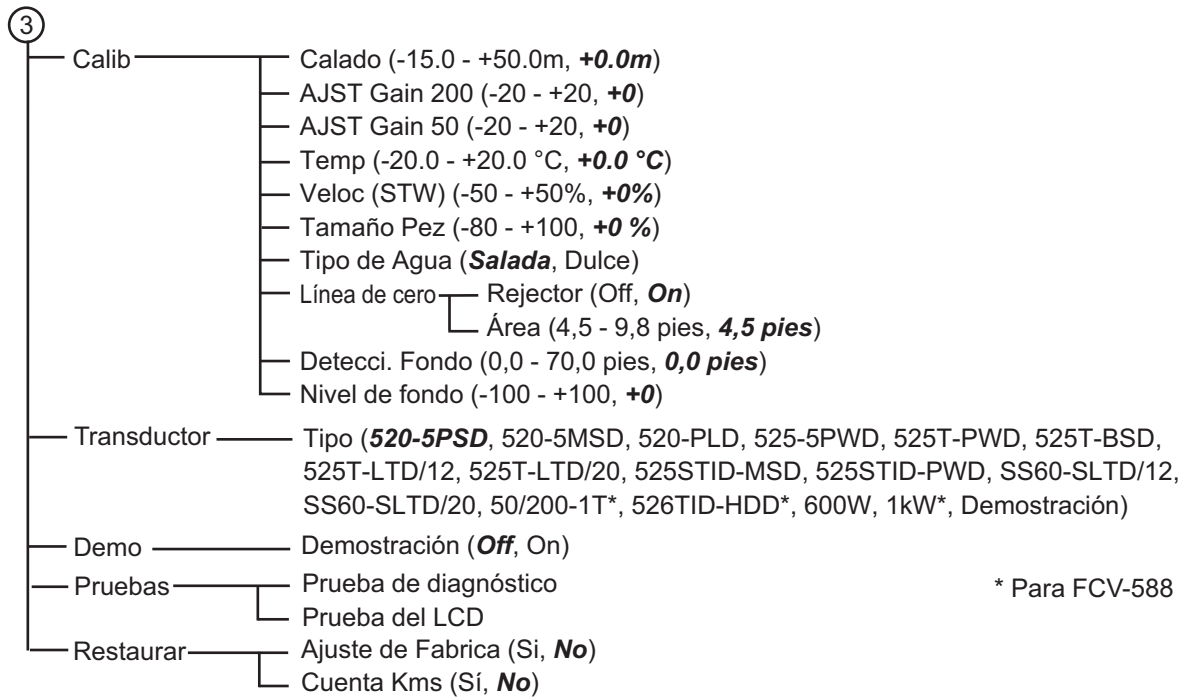 3
Calib
Calado (-15.0 - +50.0m, +0.0m)
AJST Gain 200 (-20 - +20, +0)
AJST Gain 50 (-20 - +20, +0)
Temp (-20.0 - +20.0 °C, +0.0 °C)
Veloc (STW) (-50 - +50%, +0%)
Tamaño Pez (-80 - +100, +0 %)
Tipo de Agua (Salada, Dulce)
Línea de cero
Rejector (Off, On)
Área (4,5 - 9,8 pies, 4,5 pies)
Detecci. Fondo (0,0 - 70,0 pies, 0,0 pies)
Nivel de fondo (-100 - +100, +0)
Transductor
Tipo (520-5PSD, 520-5MSD, 520-PLD, 525-5PWD, 525T-PWD, 525T-BSD,
525T-LTD/12, 525T-LTD/20, 525STID-MSD, 525STID-PWD, SS60-SLTD/12,
SS60-SLTD/20, 50/200-1T*, 526TID-HDD*, 600W, 1kW*, Demostración)
Demo
Demostración (Off, On)
Pruebas
Prueba de diagnóstico
Prueba del LCD
* Para FCV-588
Restaurar
Ajuste de Fabrica (Si, No)
Cuenta Kms (Sí, No)